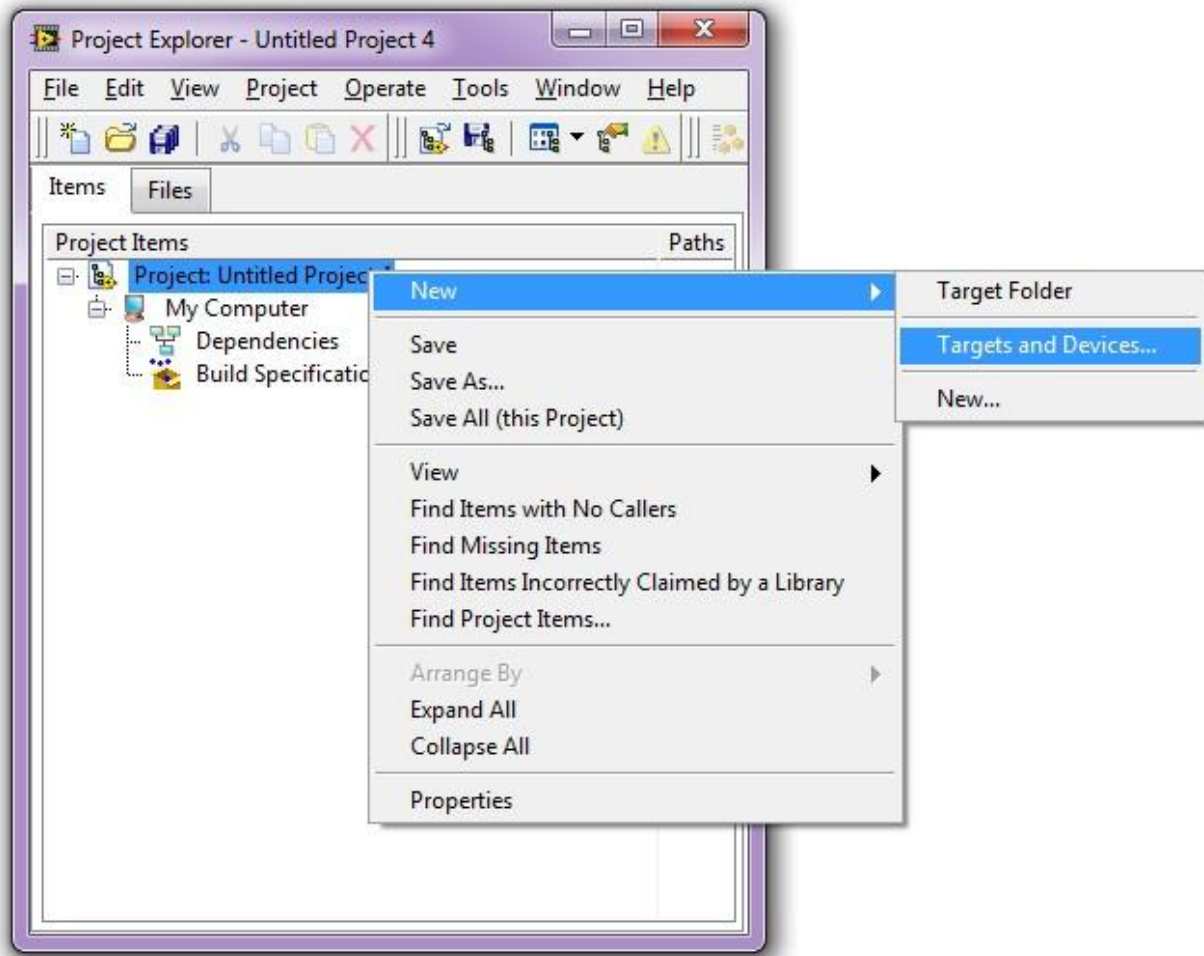 Project Explorer - Untitled Project 4
File Edit View Project Operate Tools Window Help
Items Files
Project Items Paths
Project: Untitled Project
My Computer
Dependencies
Build Specificatio
New
Save
Save As...
Save All (this Project)
View
Find Items with No Callers
Find Missing Items
Find Items Incorrectly Claimed by a Library
Find Project Items...
Arrange By
Expand All
Collapse All
Properties
Target Folder
Targets and Devices...
New...